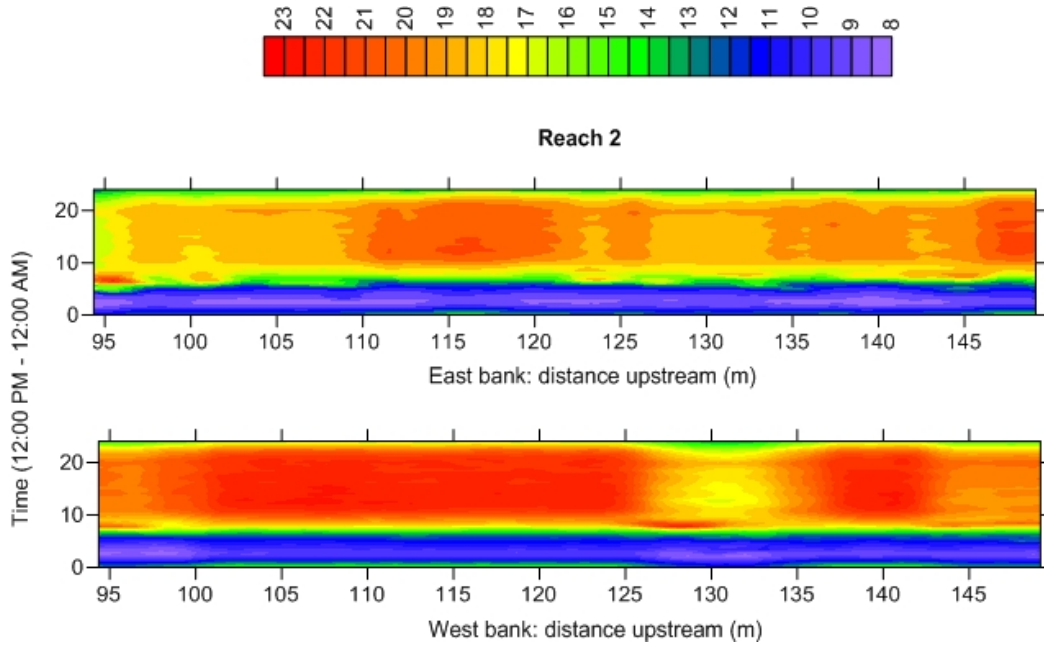 23 22 21 20 19 18 17 16 15 14 13 12 11 10 9 8
Reach 2
Time (12:00 PM - 12:00 AM)
20
10
0
95 100 105 110 115 120 125 130 135 140 145
East bank: distance upstream (m)
20
10
0
95 100 105 110 115 120 125 130 135 140 145
West bank: distance upstream (m)